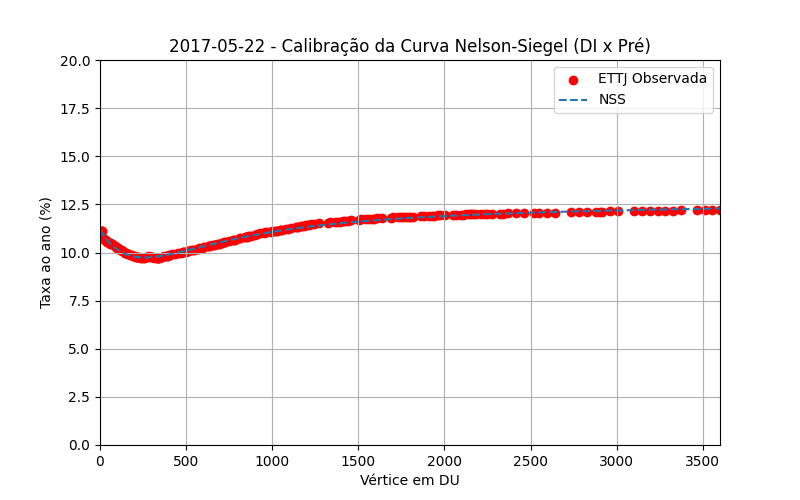 2017-05-22 - Calibração da Curva Nelson-Siegel (DI x Pré)
ETTJ Observada
NSS
Taxa ao ano (%)
20.0
17.5
15.0
12.5
10.0
7.5
5.0
2.5
0.0
0 500 1000 1500 2000 2500 3000 3500
Vértice em DU